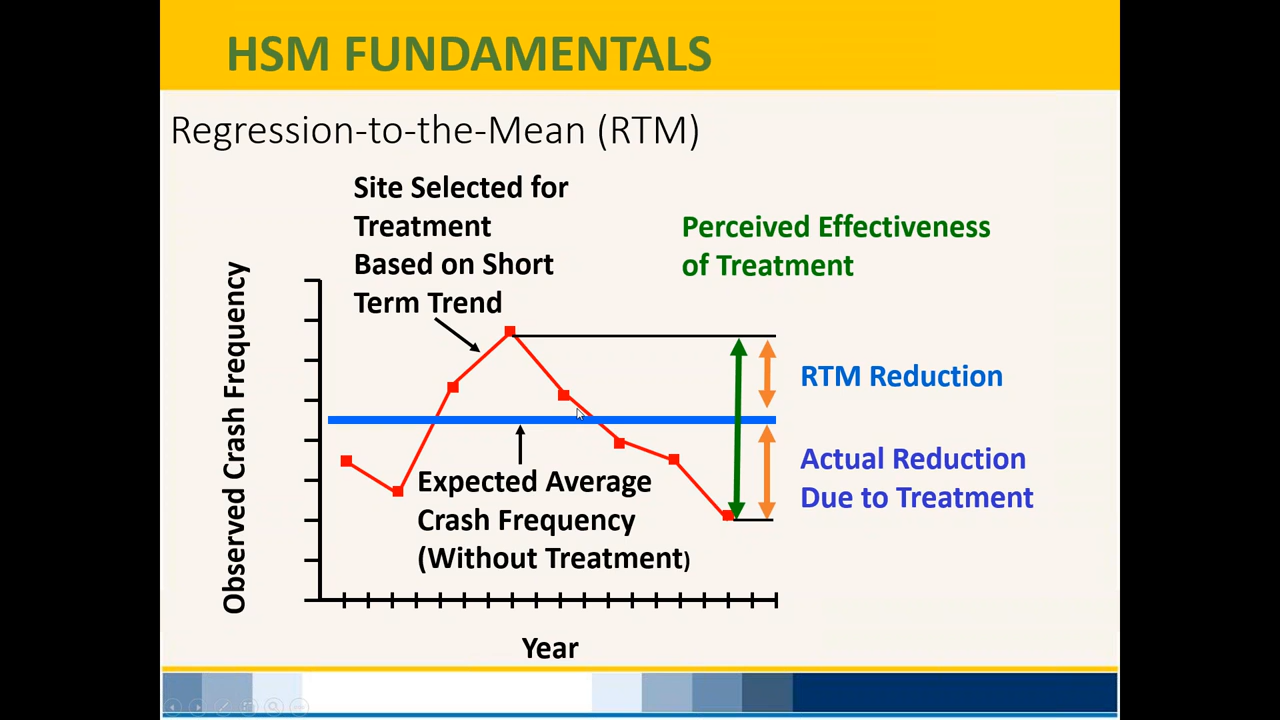 HSM FUNDAMENTALS
Regression-to-the-Mean (RTM)
Site Selected for
Treatment
Based on Short
Term Trend
Perceived Effectiveness
of Treatment
Observed Crash Frequency
RTM Reduction
Expected Average
Crash Frequency
(Without Treatment)
Actual Reduction
Due to Treatment
Year